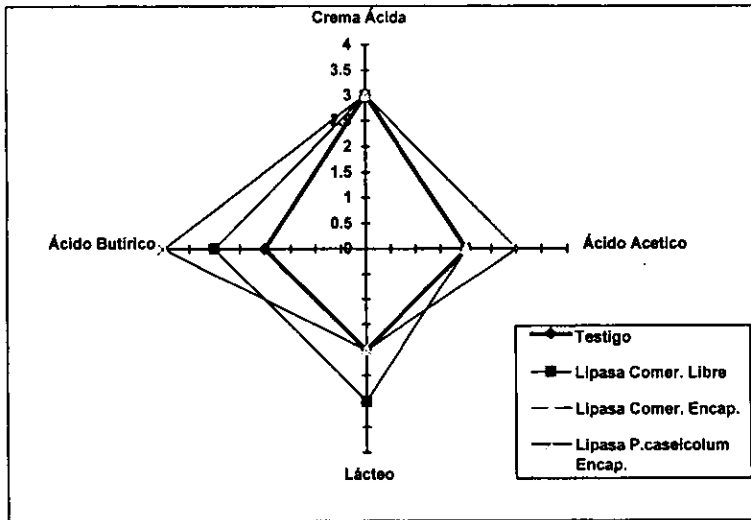 Crema Ácida
4
3.5
3
2.5
2
1.5
1
0.5
0
Ácido Butírico
Ácido Acetico
Lácteo
Testigo
Lipasa Comer. Libre
Lipasa Comer. Encap.
Lipasa P.caseicolum
Encap.